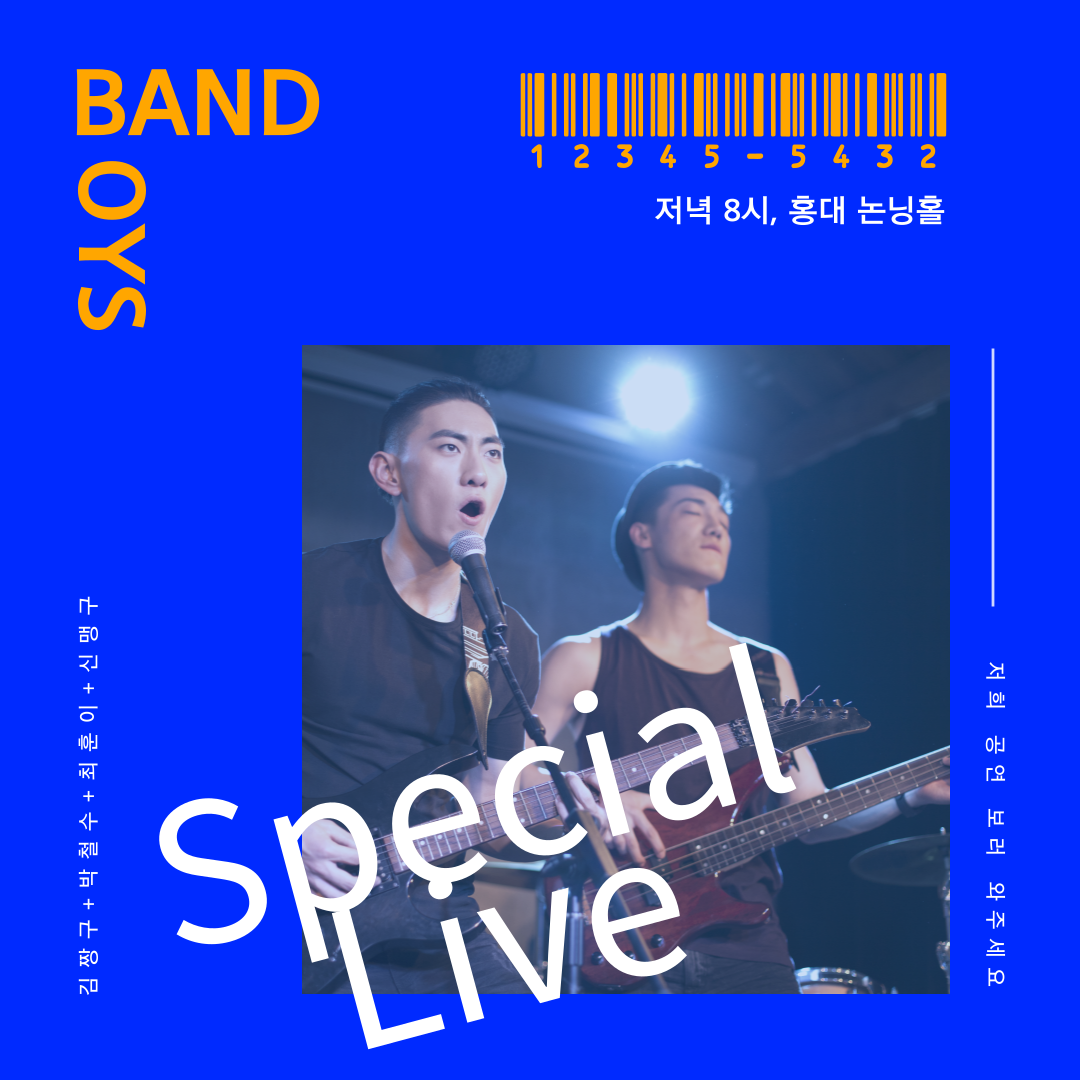 BAND
OYS
12345-5432
저녁 8시, 홍대 논닝홀
김짱구+박철수+최훈이+신맹구
저희 공연 보러 와주세요
Special
Live